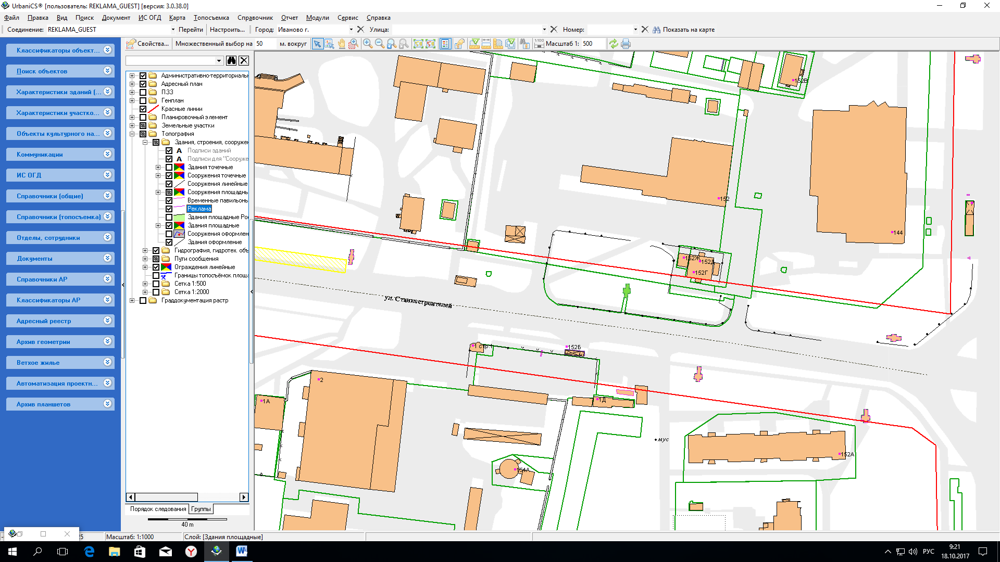 UrbaniCS® [пользователь: REKLAMA_GUEST] [версия: 3.0.38.0]
Файл Правка Вид Поиск Документ ИС ОГД Карта Топосъемка Справочник Отчет Модули Сервис Справка
Соединение: REKLAMA_GUEST Перейти Настроить... Город: Иваново г. Улица: Номер: Показать на карте
Свойства... Множественный выбор на 50 м. вокруг 1:100 Масштаб 1: 500
Классификаторы объект...
Поиск объектов
Характеристики зданий (...
Характеристики участко...
Объекты культурного на...
Коммуникации
ИС ОГД
Справочники (общие)
Справочники (топосъемка)
Отделы, сотрудники
Документы
Справочники АР
Классификаторы АР
Адресный реестр
Архив геометрии
Ветхое жилье
Автоматизация проектн...
Архив планшетов
Административно-территориальн
Адресный план
ПЗЗ
Генплан
Красные линии
Планировочный элемент
Земельные участки
Топография
Здания, строения, сооружен
А Подписи зданий
А Подписи для "Сооруже
Здания точечные
Сооружения точечные
Сооружения линейные
Сооружения площадны
Временные павильоны
Реклама
Здания площадные Рос
Здания площадные
Сооружения оформлен
Здания оформление
Гидрография, гидротех. объ
Пути сообщения
Ограждения линейные
Границы топосъёмок площа
Сетка 1:500
Сетка 1:2000
Граддокументация растр
Порядок следования Группы
40 m
152В
152
144
152Ж
152Д
152Г
ул. Станкостроителей
1 стр.1
152Б
2
1А
1Д
мус
152А
154А
25 Масштаб: 1:1000 Слой: [Здания площадные]
РУС
9:21
18.10.2017